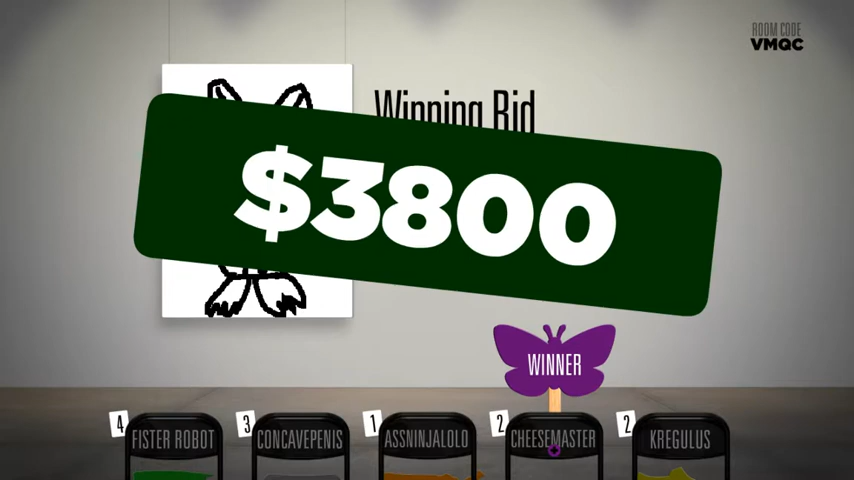 ROOM CODE
VMQC
Winning Bid
$3800
WINNER
4 3 1 2 2
FISTER ROBOT CONCAVEPENIS ASSNINJALOLO CHEESEMASTER KREGULUS